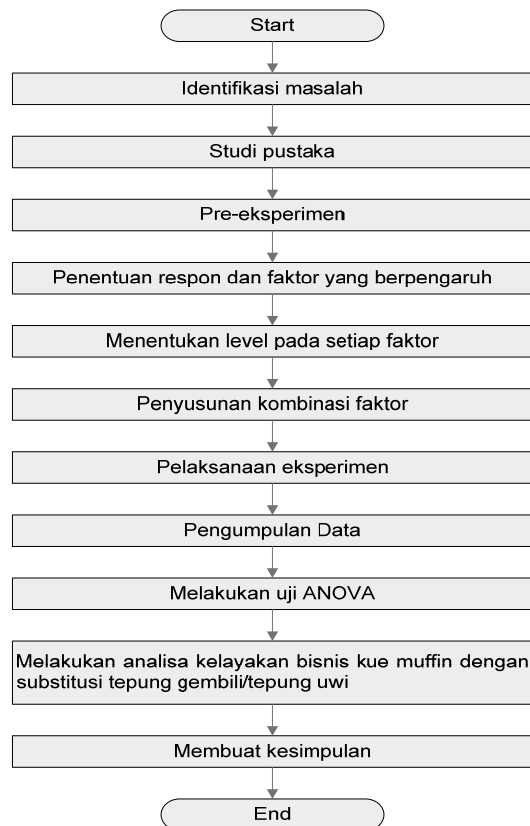 Start
Identifikasi masalah
Studi pustaka
Pre-eksperimen
Penentuan respon dan faktor yang berpengaruh
Menentukan level pada setiap faktor
Penyusunan kombinasi faktor
Pelaksanaan eksperimen
Pengumpulan Data
Melakukan uji ANOVA
Melakukan analisa kelayakan bisnis kue muffin dengan
substitusi tepung gembili/tepung uwi
Membuat kesimpulan
End